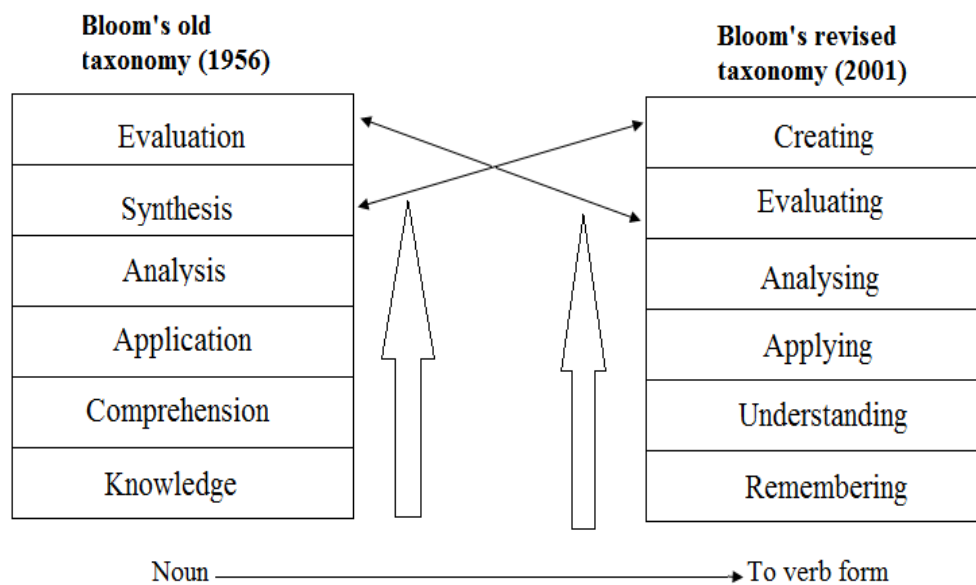 Bloom's old
taxonomy (1956)
Evaluation
Synthesis
Analysis
Application
Comprehension
Knowledge
Bloom's revised
taxonomy (2001)
Creating
Evaluating
Analysing
Applying
Understanding
Remembering
Noun
To verb form